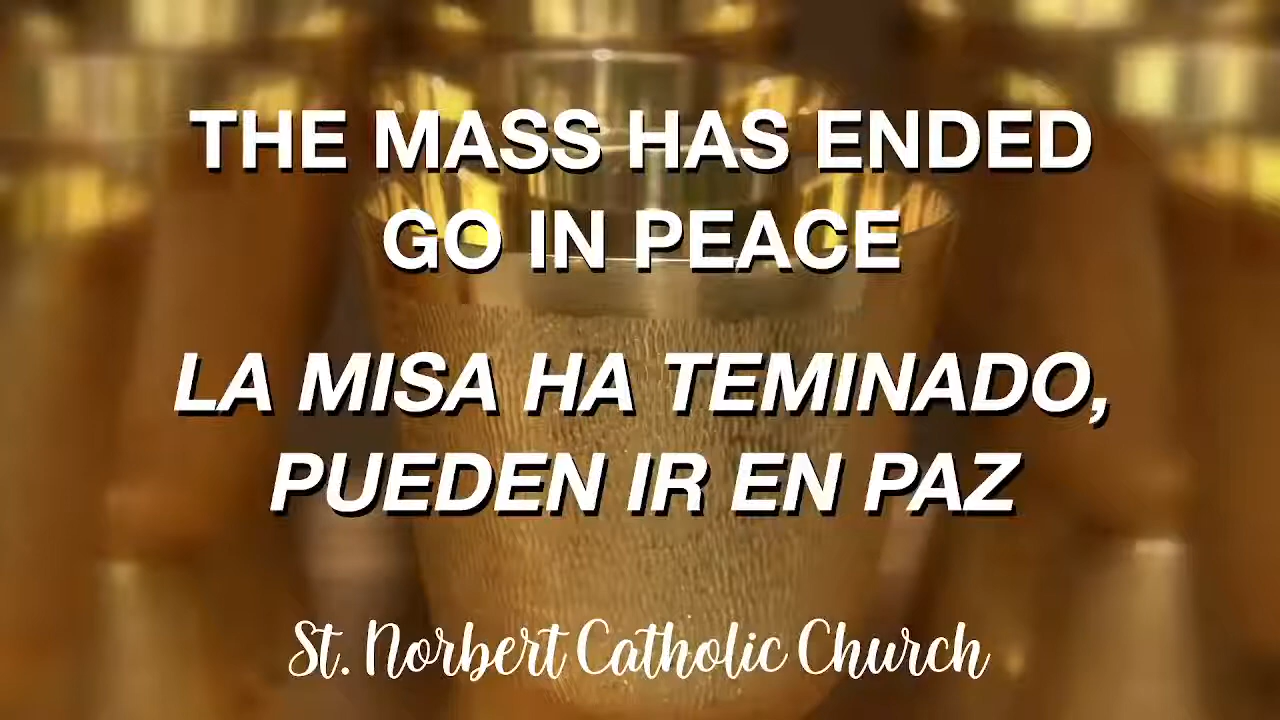 THE MASS HAS ENDED
GO IN PEACE
LA MISA HA TEMINADO,
PUEDEN IR EN PAZ
St. Norbert Catholic Church